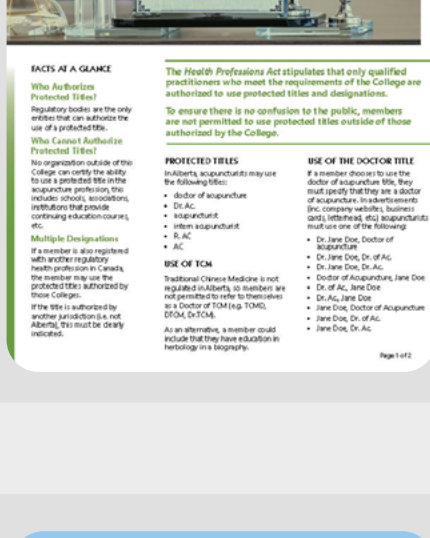 FACTS AT A GLANCE
Who Authorizes
Protected Titles?
Regulatory bodies are the only
entities that can authorize the
use of a protected title.
Who Cannot Authorize
Protected Titles?
No organization outside of this
College can certify the ability
to use a protected title in the
acupuncture profession, this
includes schools, associations,
institutions that provide
continuing education courses,
etc.
Multiple Designations
If a member is also registered
with another regulatory
health profession in Canada,
the member may use the
protected titles authorized by
those Colleges.
If the title is authorized by
another jurisdiction (i.e. not
Alberta), this must be clearly
indicated.
The Health Professions Act stipulates that only qualified
practitioners who meet the requirements of the College are
authorized to use protected titles and designations.
To ensure there is no confusion to the public, members
are not permitted to use protected titles outside of those
authorized by the College.
PROTECTED TITLES
In Alberta, acupuncturists may use
the following titles:
• doctor of acupuncture
• Dr. Ac.
• acupuncturist
• intern acupuncturist
• R. AC
• AC
USE OF TCM
Traditional Chinese Medicine is not
regulated in Alberta, so members are
not permitted to refer to themselves
as a Doctor of TCM (e.g. TCMD,
DTCM, Dr.TCM).
As an alternative, a member could
include that they have education in
herbology in a biography.
USE OF THE DOCTOR TITLE
If a member chooses to use the
doctor of acupuncture title, they
must specify that they are a doctor
of acupuncture. In advertisements
(inc. company websites, business
cards, letterhead, etc.) acupuncturists
must use one of the following:
• Dr. Jane Doe, Doctor of
acupuncture
• Dr. Jane Doe, Dr. of Ac.
• Dr. Jane Doe, Dr. Ac.
• Doctor of Acupuncture, Jane Doe
• Dr. of Ac., Jane Doe
• Dr. Ac, Jane Doe
• Jane Doe, Doctor of Acupuncture
• Jane Doe, Dr. of Ac.
• Jane Doe, Dr. Ac.
Page 1 of 2